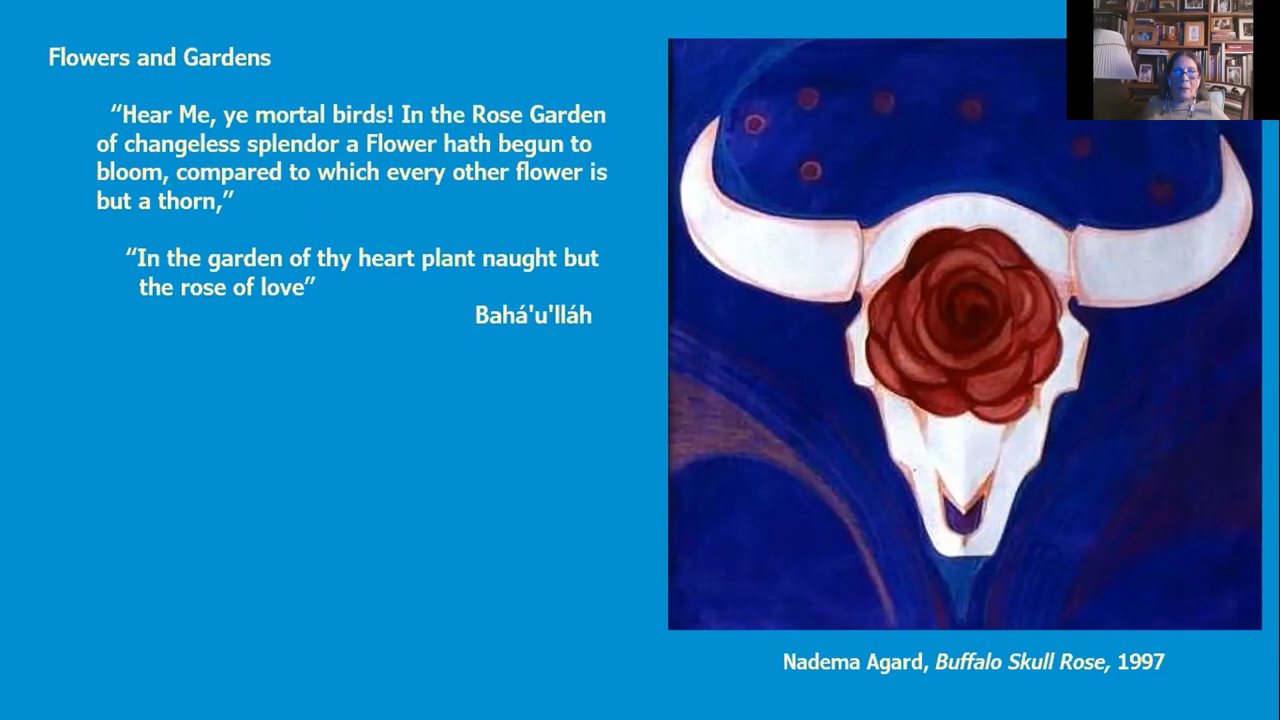 Flowers and Gardens
“Hear Me, ye mortal birds! In the Rose Garden
of changeless splendor a Flower hath begun to
bloom, compared to which every other flower is
but a thorn,”
“In the garden of thy heart plant naught but
the rose of love”
Bahá'u'lláh
Nadema Agard, Buffalo Skull Rose, 1997